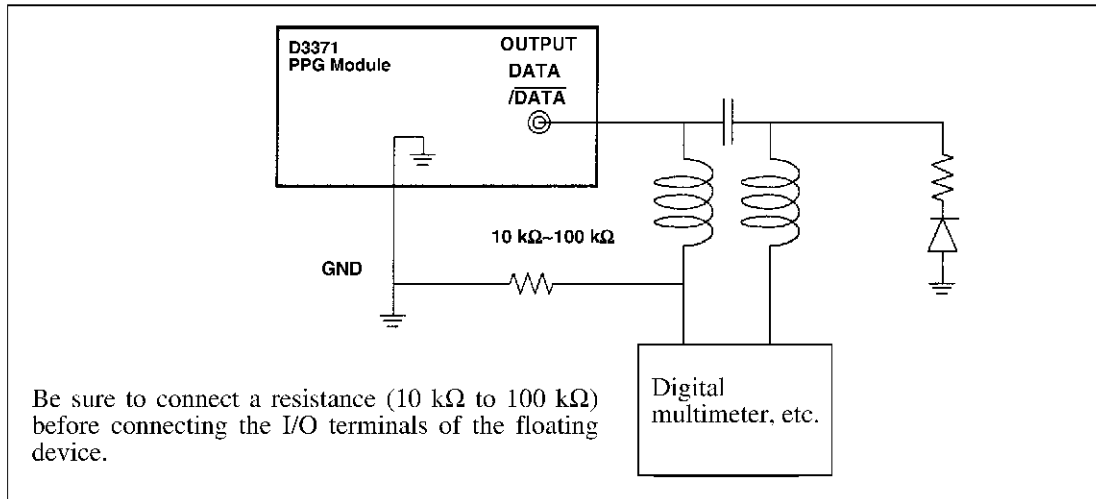 D3371
PPG Module
OUTPUT
DATA
/DATA
10 kΩ~100 kΩ
GND
Digital
multimeter, etc.
Be sure to connect a resistance (10 kΩ to 100 kΩ)
before connecting the I/O terminals of the floating
device.